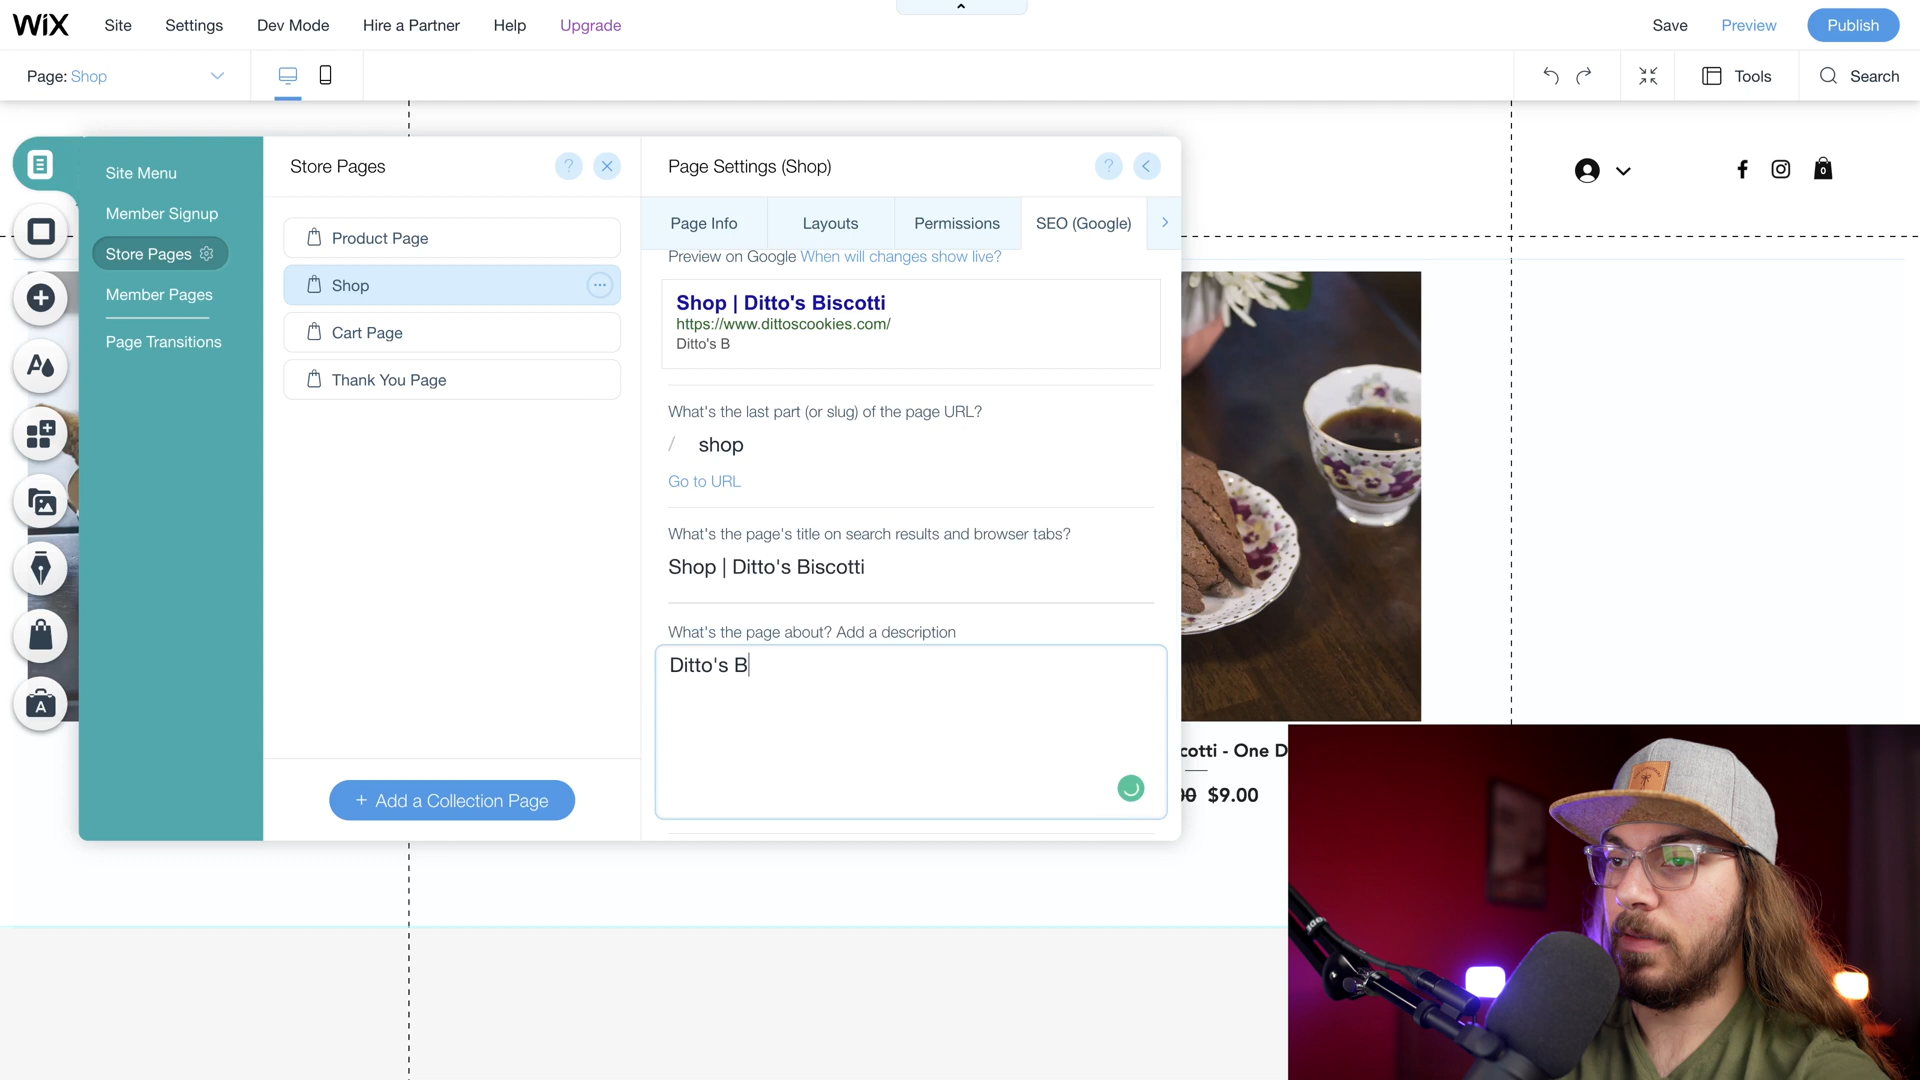 WiX Site Settings Dev Mode Hire a Partner Help Upgrade Save Preview Publish
Page: Shop Tools Search
Site Menu
Member Signup
Store Pages
Member Pages
Page Transitions
Store Pages ?
Product Page
Shop
Cart Page
Thank You Page
+ Add a Collection Page
Page Settings (Shop) ?
Page Info Layouts Permissions SEO (Google)
Preview on Google When will changes show live?
Shop | Ditto's Biscotti
https://www.dittoscookies.com/
Ditto's B
What's the last part (or slug) of the page URL?
/ shop
Go to URL
What's the page's title on search results and browser tabs?
Shop | Ditto's Biscotti
What's the page about? Add a description
Ditto's B
0
cotti - One D
00 $9.00
A
A